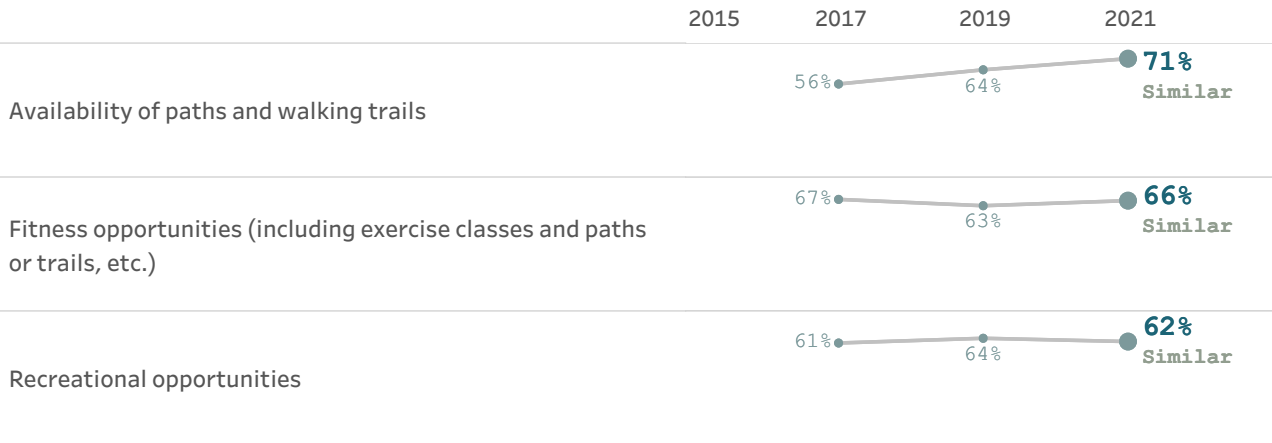 2015 2017 2019 2021
56% 64% 71%
Similar
Availability of paths and walking trails
67% 63% 66%
Similar
Fitness opportunities (including exercise classes and paths
or trails, etc.)
61% 64% 62%
Similar
Recreational opportunities